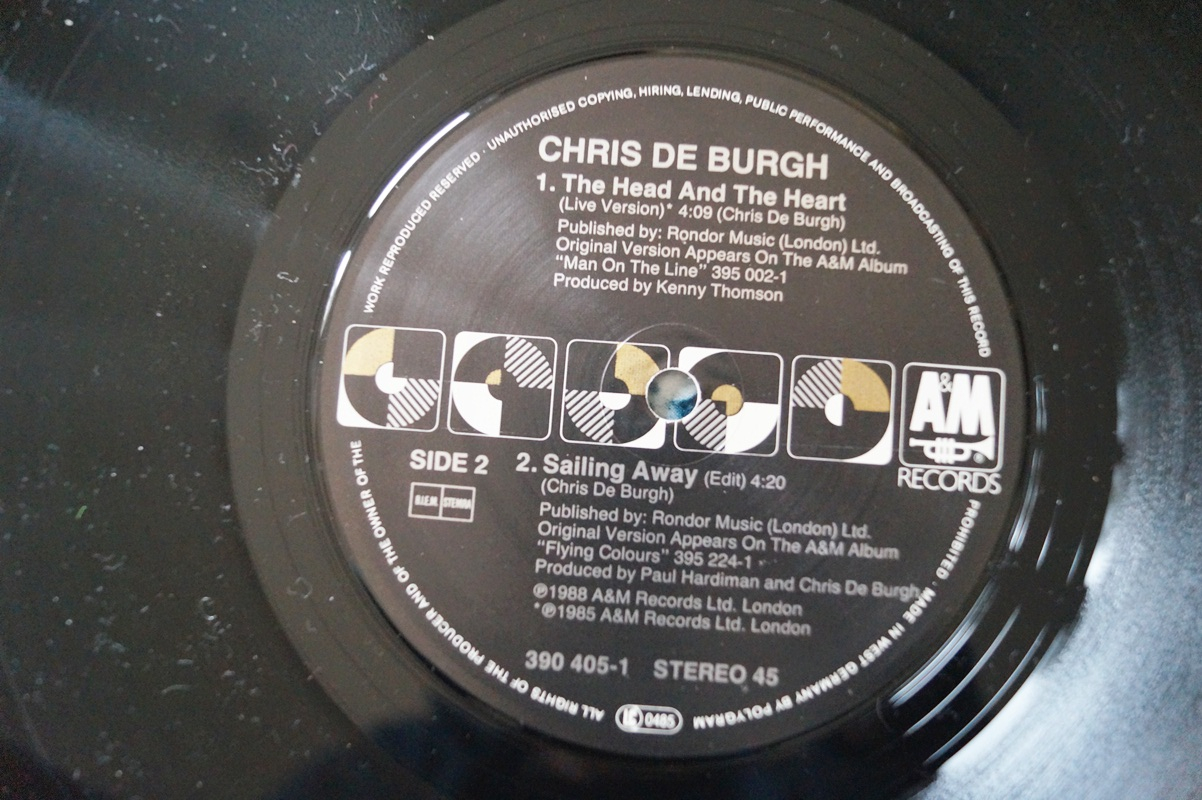 WORK REPRODUCED RESERVED · UNAUTHORISED COPYING, HIRING, LENDING, PUBLIC PERFORMANCE AND BROADCASTING OF THIS RECORD
CHRIS DE BURGH
1. The Head And The Heart
(Live Version)* 4:09 (Chris De Burgh)
Published by: Rondor Music (London) Ltd.
Original Version Appears On The A&M Album
“Man On The Line” 395 002-1
Produced by Kenny Thomson
A&M
®
RECORDS
SIDE 2
B.I.E.M. STEMRA
2. Sailing Away (Edit) 4:20
(Chris De Burgh)
Published by: Rondor Music (London) Ltd.
Original Version Appears On The A&M Album
“Flying Colours” 395 224-1
Produced by Paul Hardiman and Chris De Burgh
℗1988 A&M Records Ltd. London
*℗1985 A&M Records Ltd. London
390 405-1 STEREO 45
PROHIBITED · MADE IN WEST GERMANY BY POLYGRAM
LC 0485
ALL RIGHTS OF THE PRODUCER AND OF THE OWNER OF THE